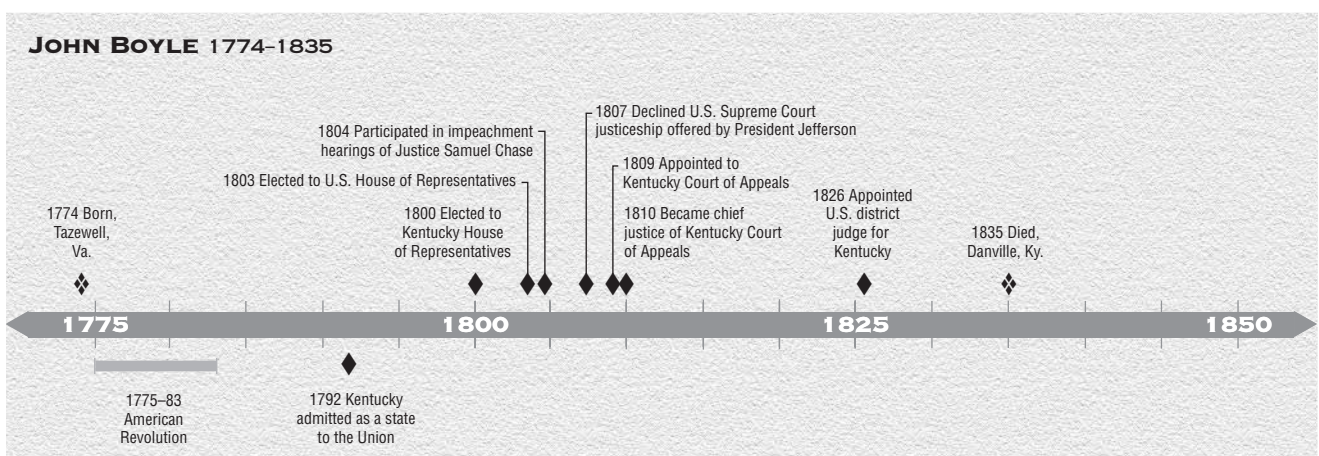 JOHN BOYLE 1774–1835
1774 Born,
Tazewell,
Va.
1800 Elected to
Kentucky House
of Representatives
1803 Elected to U.S. House of Representatives
1804 Participated in impeachment
hearings of Justice Samuel Chase
1807 Declined U.S. Supreme Court
justiceship offered by President Jefferson
1809 Appointed to
Kentucky Court of Appeals
1810 Became chief
justice of Kentucky Court
of Appeals
1826 Appointed
U.S. district
judge for
Kentucky
1835 Died,
Danville, Ky.
1775
1800
1825
1850
1775–83
American
Revolution
1792 Kentucky
admitted as a state
to the Union